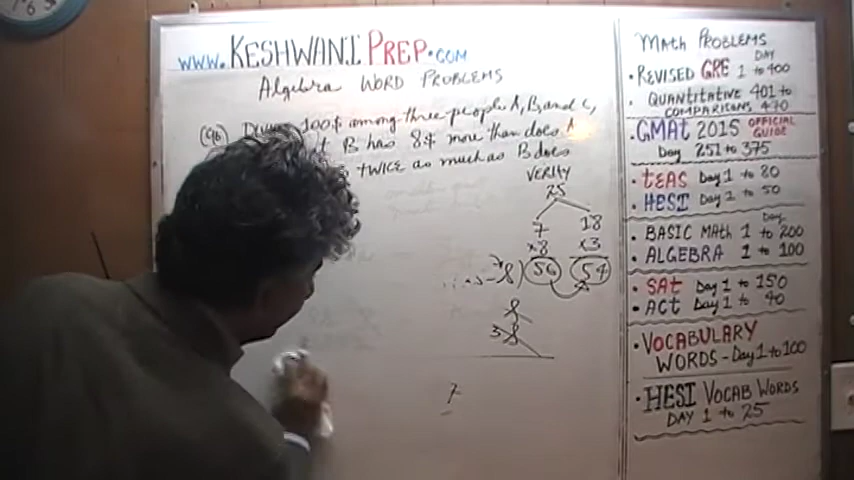 www.KESHWANIPREP.com
Algebra WORD PROBLEMS
(96) Divide 100$ among three people A, B, and C,
B has 8$ more than does A
TWICE as much as B does
VERIFY
25
7 18
x8 x3
56 54
8
3 8
7
MATH PROBLEMS
• REVISED GRE DAY 1 to 400
QUANTITATIVE 401 to
COMPARISONS 470
• GMAT 2015 OFFICIAL GUIDE
Day 251 to 375
• TEAS Day 1 to 80
• HESI Day 1 to 50
Day
• BASIC MATH 1 to 200
• ALGEBRA 1 to 100
• SAT Day 1 to 150
• ACT Day 1 to 40
• VOCABULARY
WORDS - Day 1 to 100
• HESI VOCAB WORDS
DAY 1 to 25